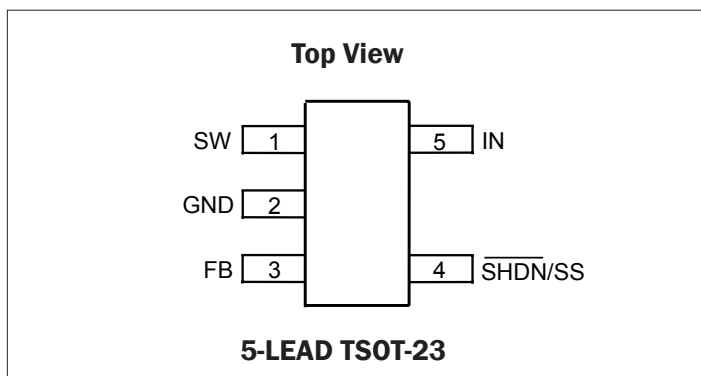 Top View
SW 1 5 IN
GND 2
FB 3 4 SHDN/SS
5-LEAD TSOT-23